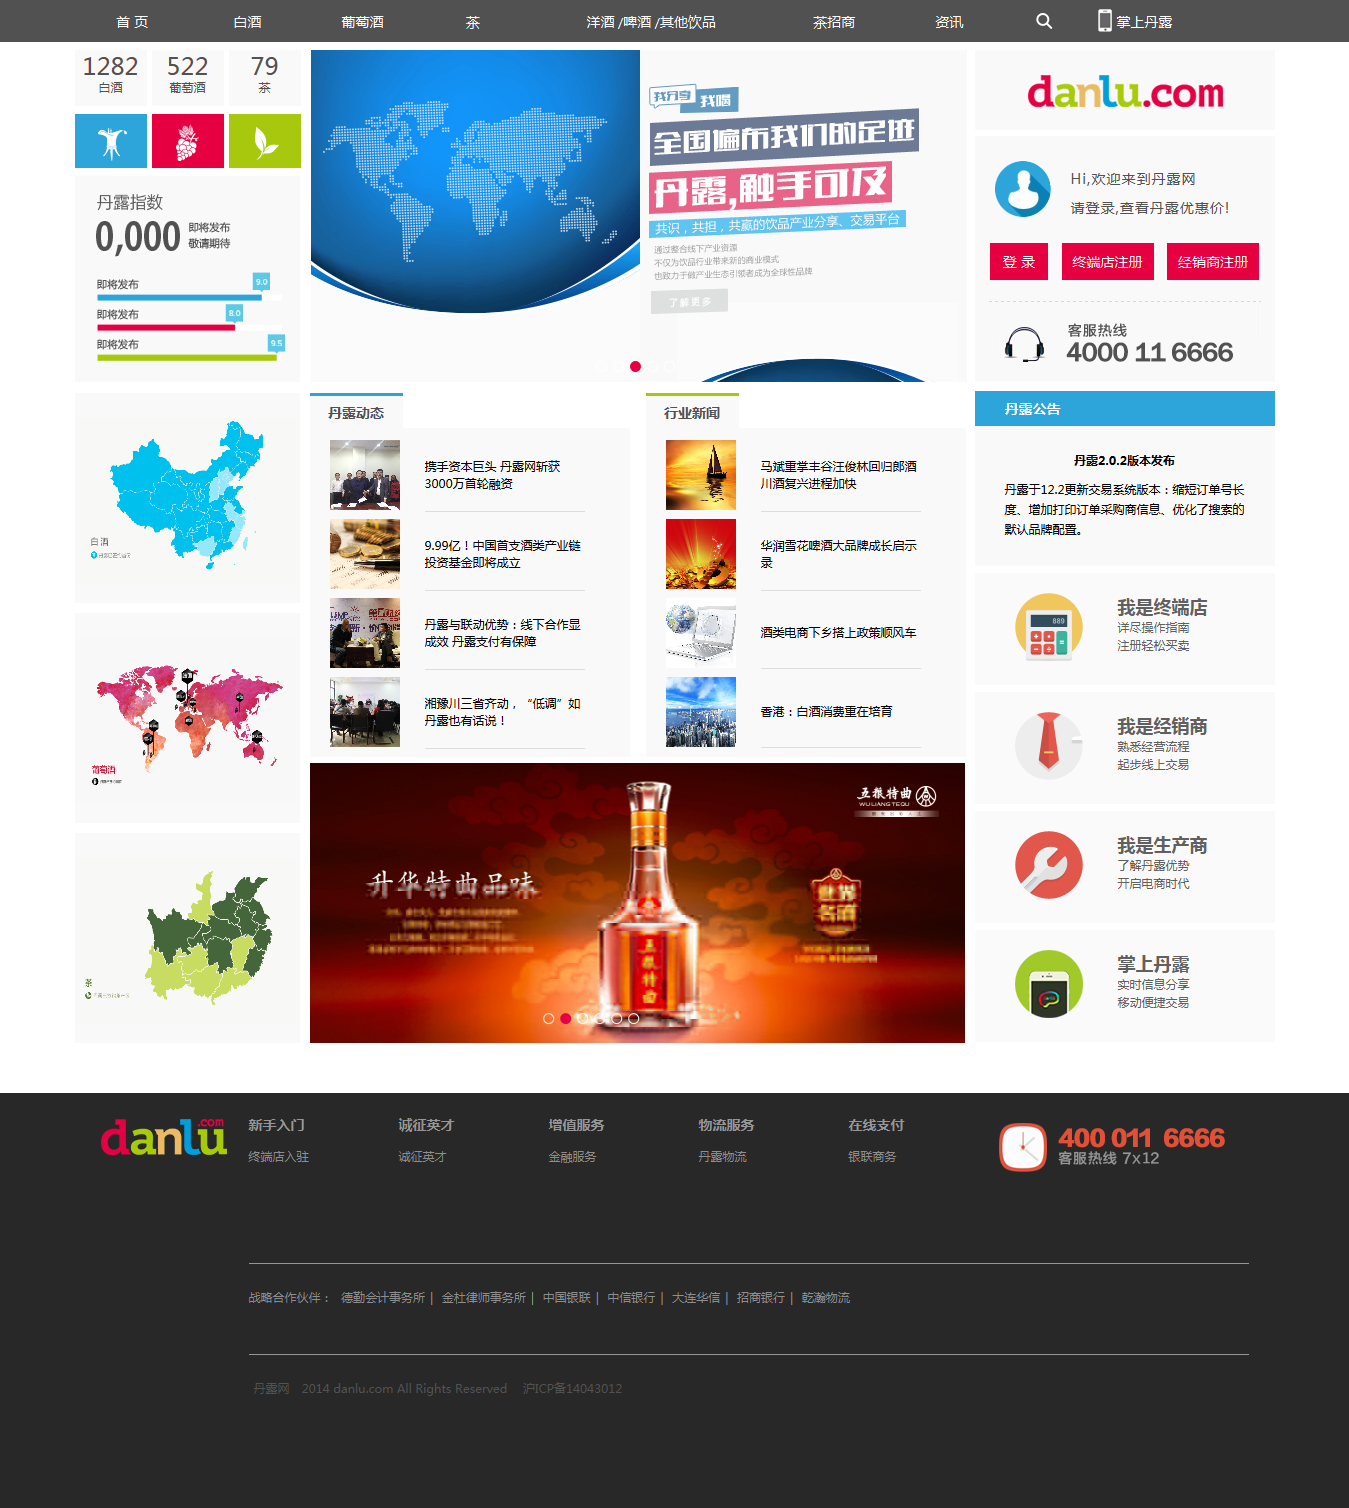 首 页 白酒 葡萄酒 茶 洋酒 /啤酒 /其他饮品 茶招商 资讯 掌上丹露
1282 522 79
白酒 葡萄酒 茶
丹露指数
0,000 即将发布
敬请期待
即将发布 9.0
即将发布 8.0
即将发布 9.5
我分享
我喝
全国遍布我们的足迹
丹露,触手可及
共识，共担，共赢的饮品产业分享、交易平台
通过整合线下产业资源
不仅为饮品行业带来新的商业模式
也致力于做产业生态引领者成为全球性品牌
了解更多
danlu.com
Hi,欢迎来到丹露网
请登录,查看丹露优惠价!
登 录 终端店注册 经销商注册
客服热线
4000 11 6666
白酒
葡萄酒
茶
丹露动态
携手资本巨头 丹露网斩获
3000万首轮融资
9.99亿！中国首支酒类产业链
投资基金即将成立
丹露与联动优势：线下合作显
成效 丹露支付有保障
湘豫川三省齐动，“低调”如
丹露也有话说！
行业新闻
马斌重掌丰谷汪俊林回归郎酒
川酒复兴进程加快
华润雪花啤酒大品牌成长启示
录
酒类电商下乡搭上政策顺风车
香港：白酒消费重在培育
丹露公告
丹露2.0.2版本发布
丹露于12.2更新交易系统版本：缩短订单号长
度、增加打印订单采购商信息、优化了搜索的
默认品牌配置。
我是终端店
详尽操作指南
注册轻松买卖
我是经销商
熟悉经营流程
起步线上交易
我是生产商
了解丹露优势
开启电商时代
掌上丹露
实时信息分享
移动便捷交易
五粮特曲
WULIANGTEQU
升华特曲品味
世界
名酒
五粮特曲
danlu.com
新手入门 诚征英才 增值服务 物流服务 在线支付
终端店入驻 诚征英才 金融服务 丹露物流 银联商务
400 011 6666
客服热线 7x12
战略合作伙伴： 德勤会计事务所 | 金杜律师事务所 | 中国银联 | 中信银行 | 大连华信 | 招商银行 | 乾瀚物流
丹露网 2014 danlu.com All Rights Reserved 沪ICP备14043012